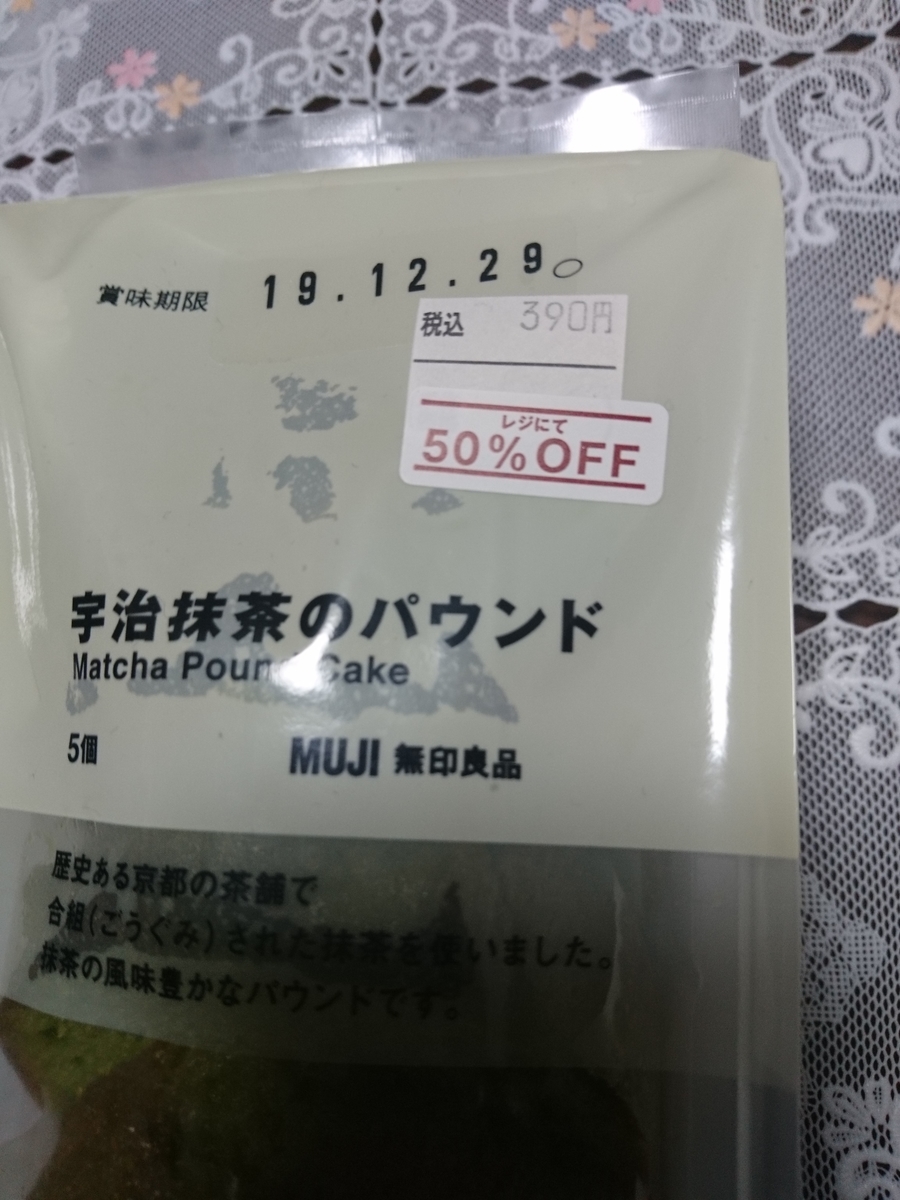 賞味期限 19.12.29
税込 390円
レジにて
50%OFF
宇治抹茶のパウンド
Matcha Pound Cake
5個 MUJI 無印良品
歴史ある京都の茶舗で
合組(ごうぐみ)された抹茶を使いました。
抹茶の風味豊かなパウンドです。